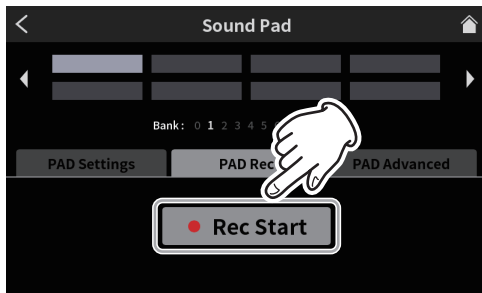 Sound Pad
Bank: 0 1 2 3 4 5
PAD Settings
PAD Rec
PAD Advanced
Rec Start